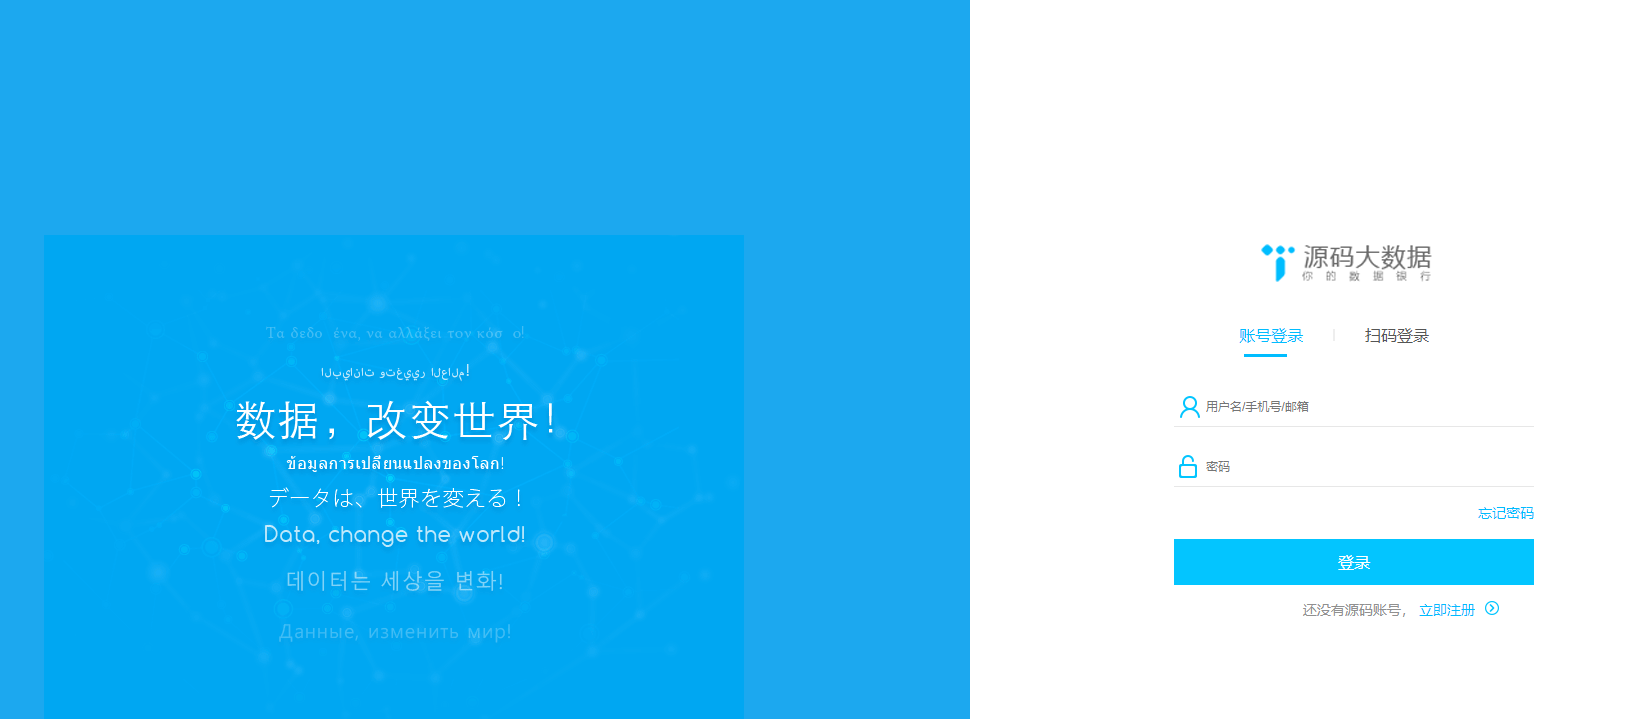 Τα δεδο ένα, να αλλάξει τον κόσ ο!
البيانات وتغيير العالم!
数据，改变世界！
ข้อมูลการเปลี่ยนแปลงของโลก!
データは、世界を変える！
Data, change the world!
데이터는 세상을 변화!
Данные, изменить мир!
源码大数据
你的数据银行
账号登录 | 扫码登录
用户名/手机号/邮箱
密码
忘记密码
登录
还没有源码账号， 立即注册